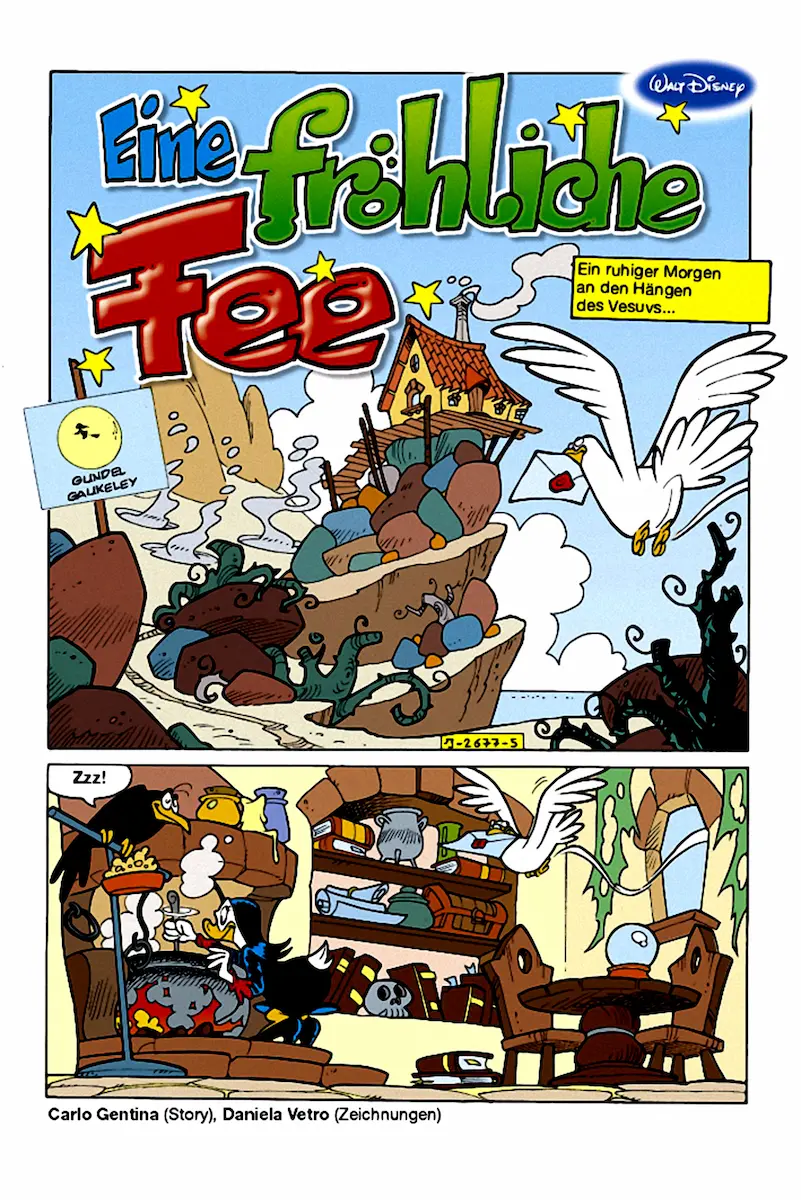 WALT DISNEY
Eine fröhliche
Fee
Ein ruhiger Morgen
an den Hängen
des Vesuvs...
GUNDEL
GAUKELEY
J-2677-5
Zzz!
Carlo Gentina (Story), Daniela Vetro (Zeichnungen)